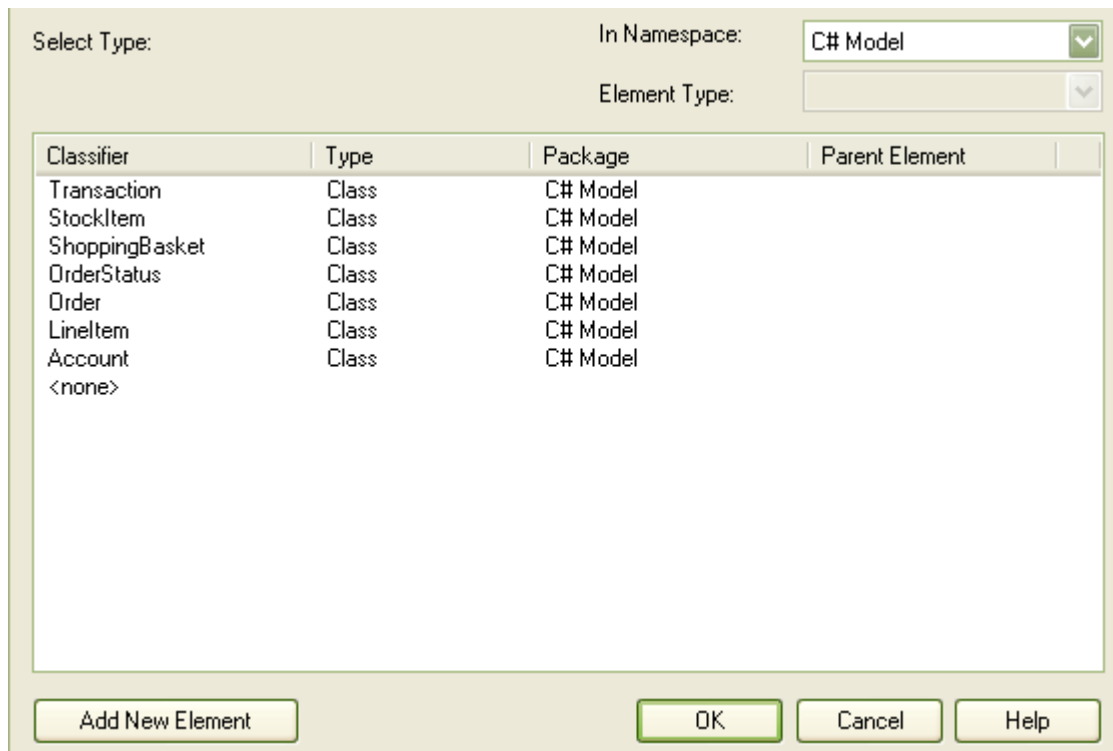 Select Type:
In Namespace:
C# Model
Element Type:
Classifier Type Package Parent Element
Transaction Class C# Model
StockItem Class C# Model
ShoppingBasket Class C# Model
OrderStatus Class C# Model
Order Class C# Model
LineItem Class C# Model
Account Class C# Model
<none>
Add New Element OK Cancel Help